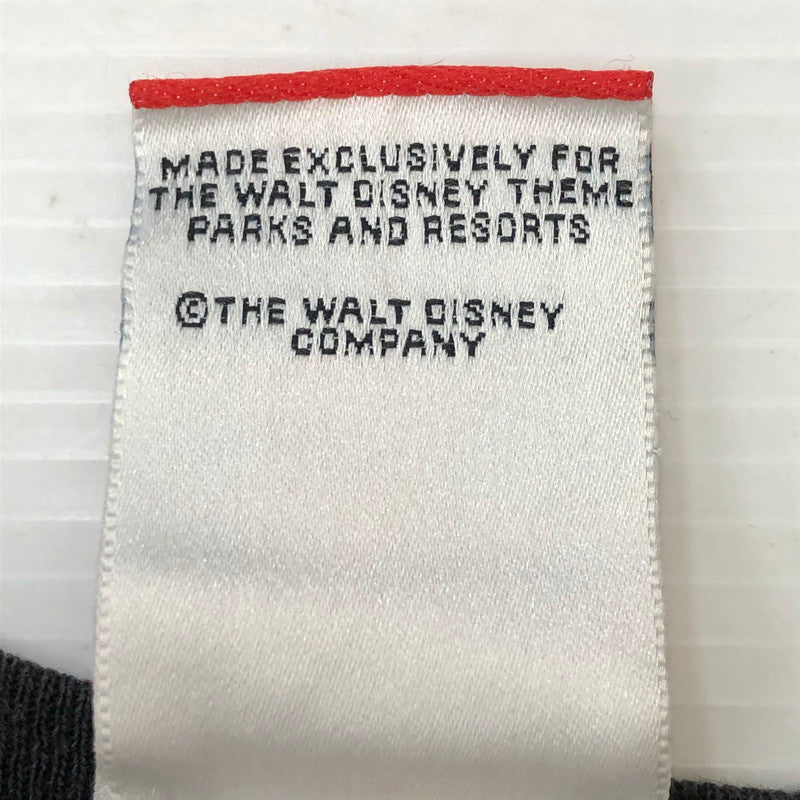 MADE EXCLUSIVELY FOR
THE WALT DISNEY THEME
PARKS AND RESORTS
©THE WALT DISNEY
COMPANY